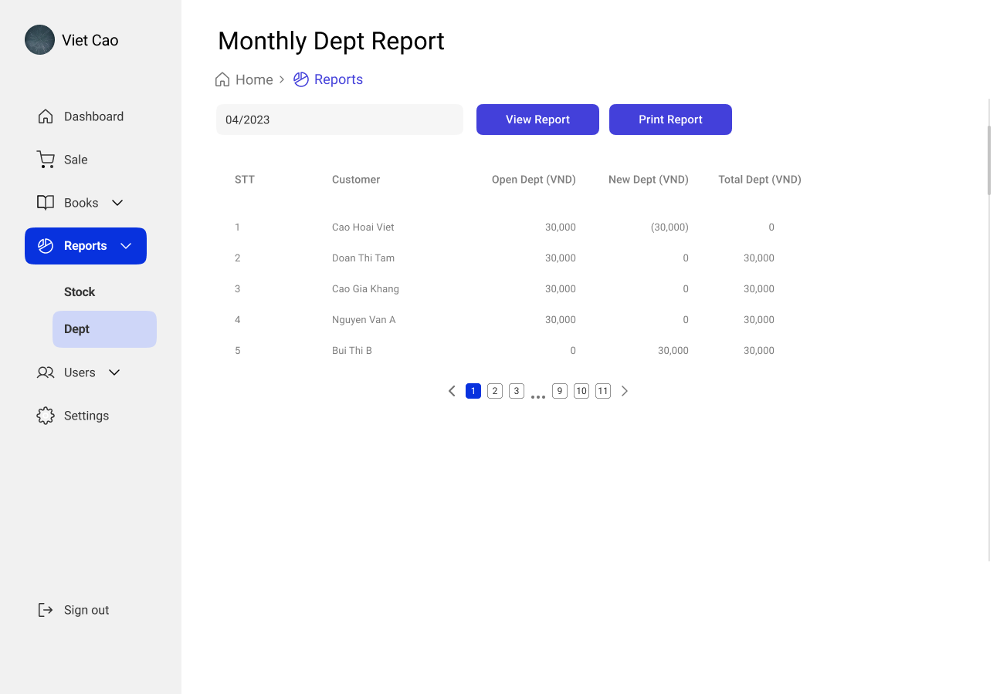 Viet Cao
Dashboard
Sale
Books
Reports
Stock
Dept
Users
Settings
Sign out
Monthly Dept Report
Home > Reports
04/2023 View Report Print Report
STT Customer Open Dept (VND) New Dept (VND) Total Dept (VND)
1 Cao Hoai Viet 30,000 (30,000) 0
2 Doan Thi Tam 30,000 0 30,000
3 Cao Gia Khang 30,000 0 30,000
4 Nguyen Van A 30,000 0 30,000
5 Bui Thi B 0 30,000 30,000
1 2 3 ... 9 10 11